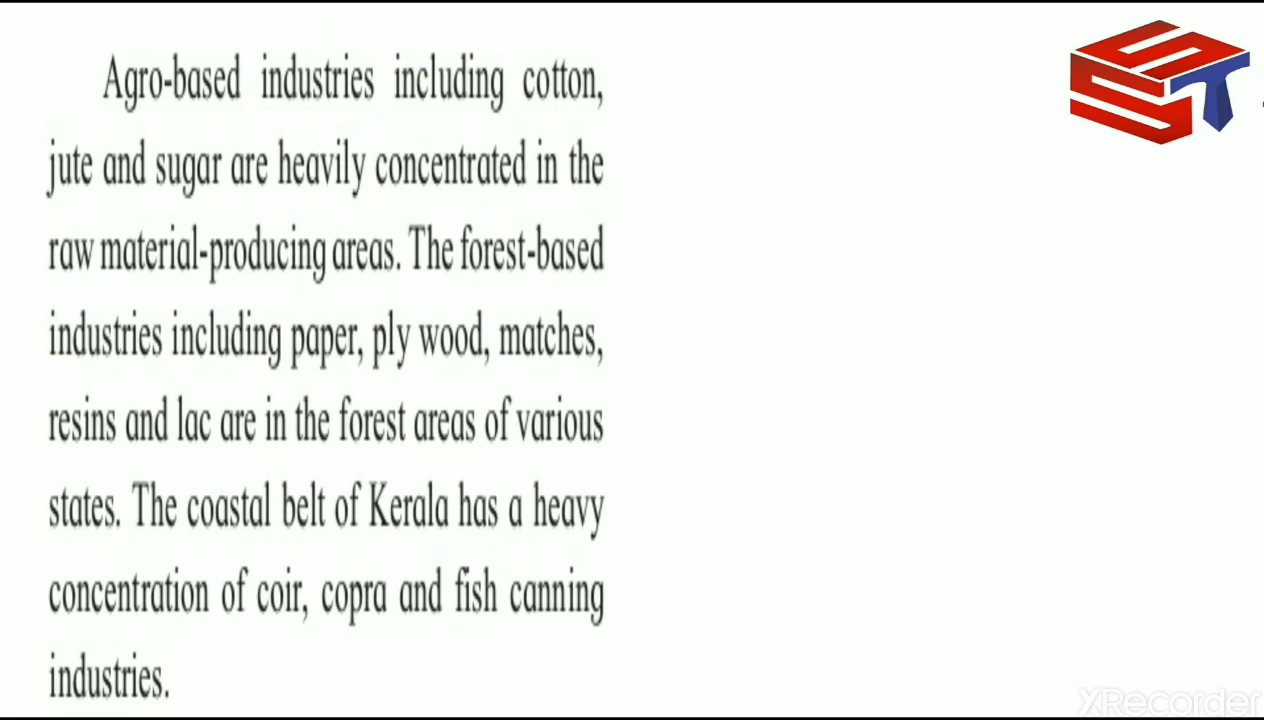 Agro-based industries including cotton,
jute and sugar are heavily concentrated in the
raw material-producing areas. The forest-based
industries including paper, ply wood, matches,
resins and lac are in the forest areas of various
states. The coastal belt of Kerala has a heavy
concentration of coir, copra and fish canning
industries.
SST
XRecorder